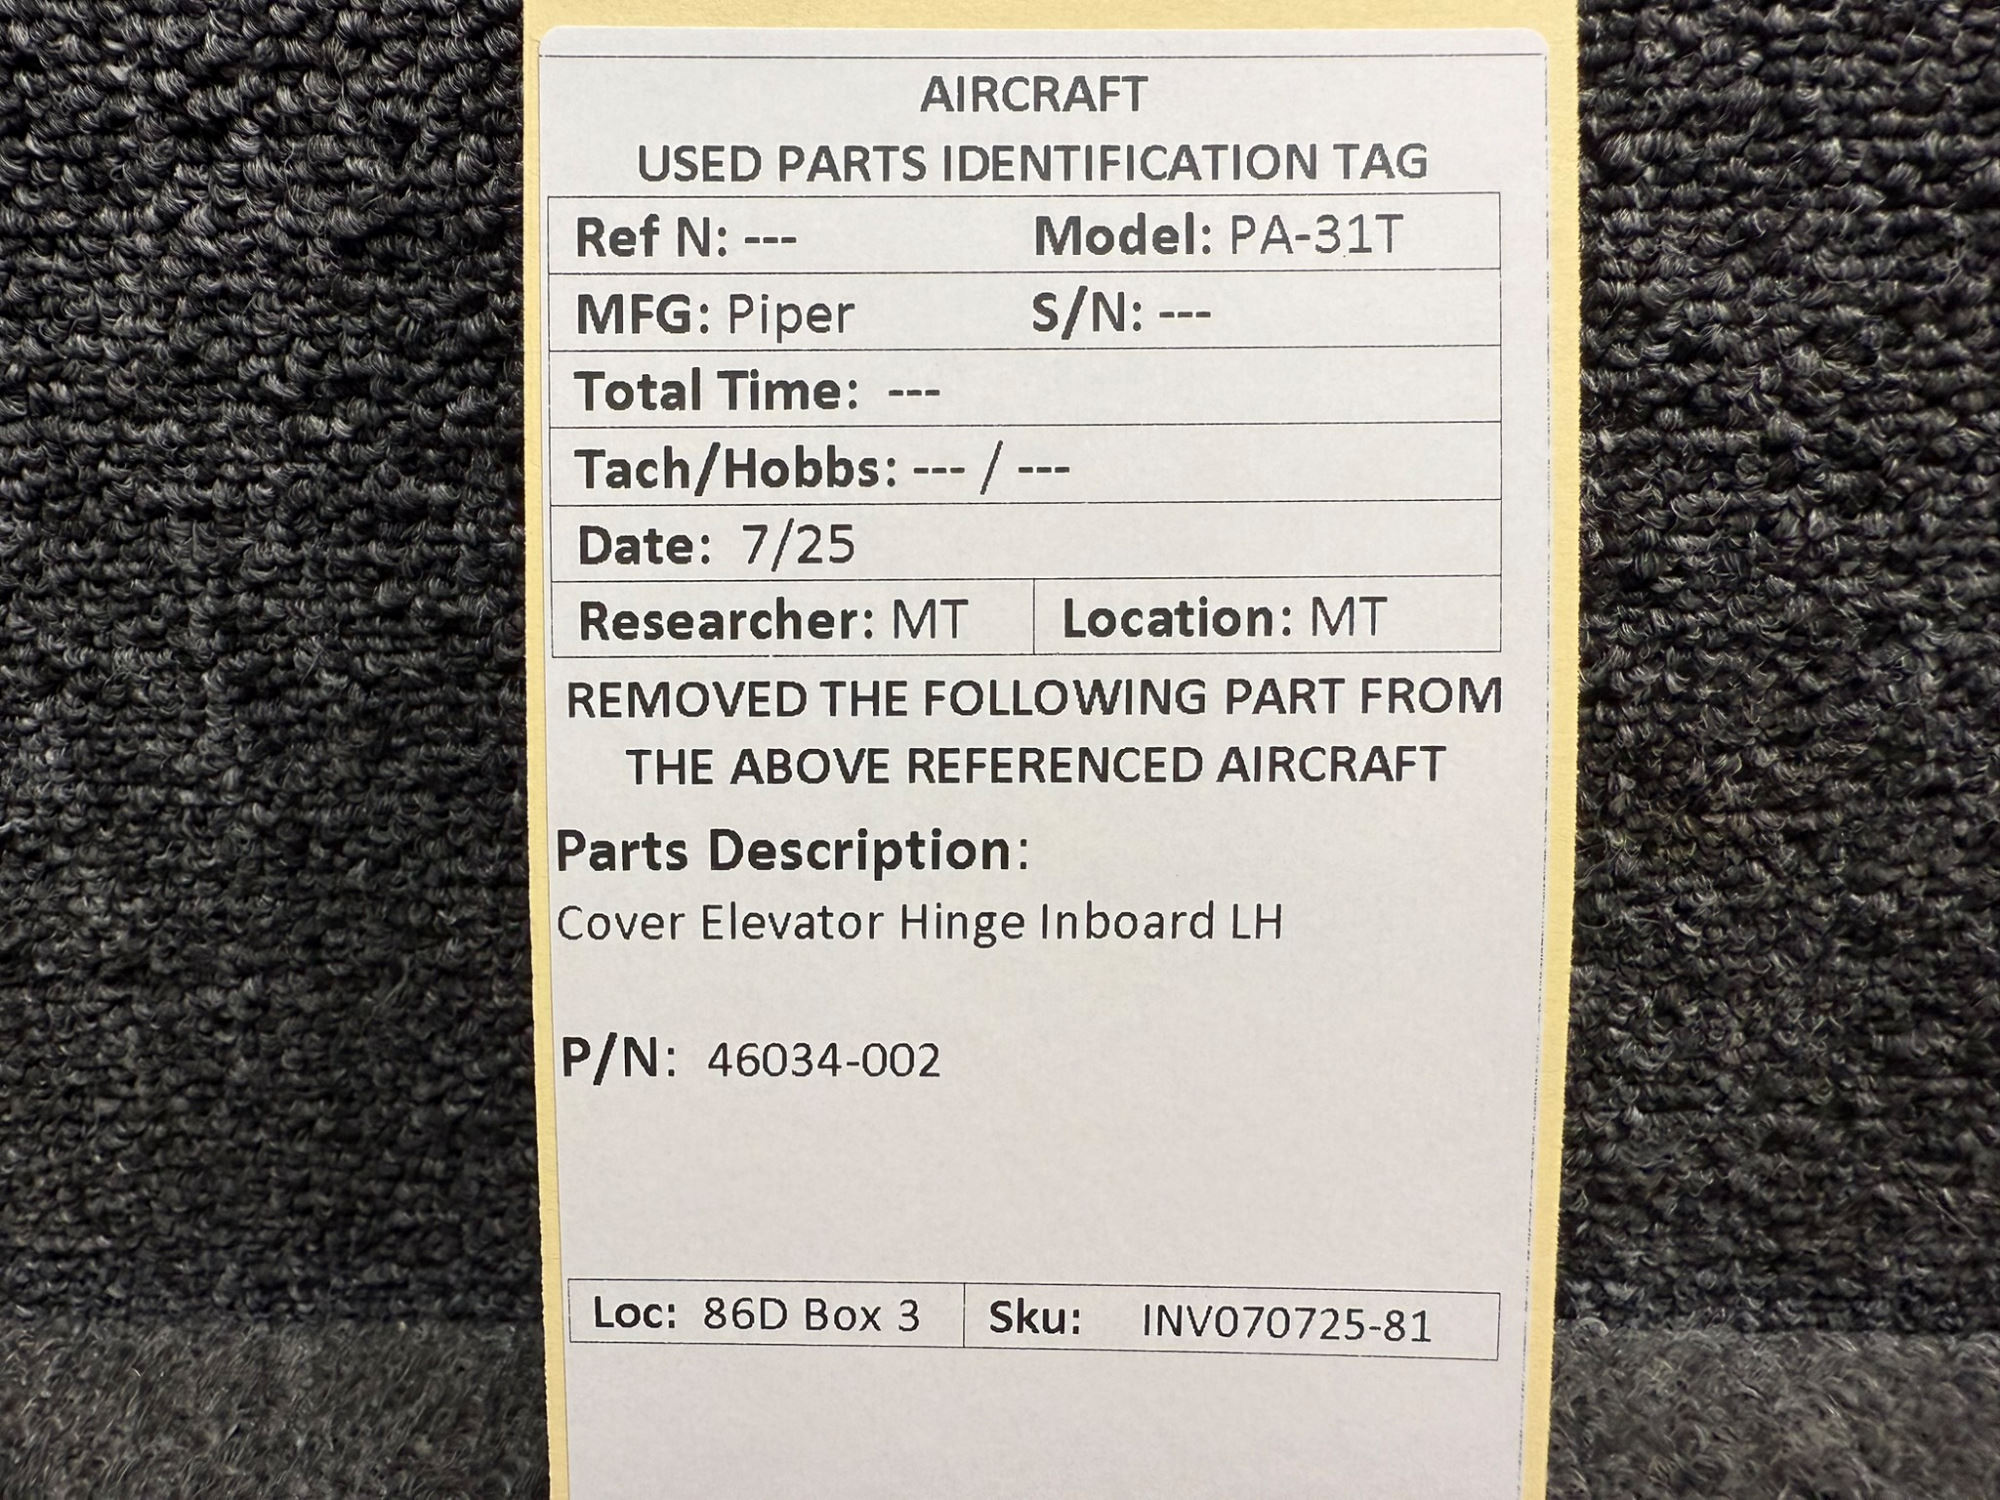 AIRCRAFT
USED PARTS IDENTIFICATION TAG
Ref N: --- Model: PA-31T
MFG: Piper S/N: ---
Total Time: ---
Tach/Hobbs: --- / ---
Date: 7/25
Researcher: MT Location: MT
REMOVED THE FOLLOWING PART FROM
THE ABOVE REFERENCED AIRCRAFT
Parts Description:
Cover Elevator Hinge Inboard LH
P/N: 46034-002
Loc: 86D Box 3 Sku: INV070725-81